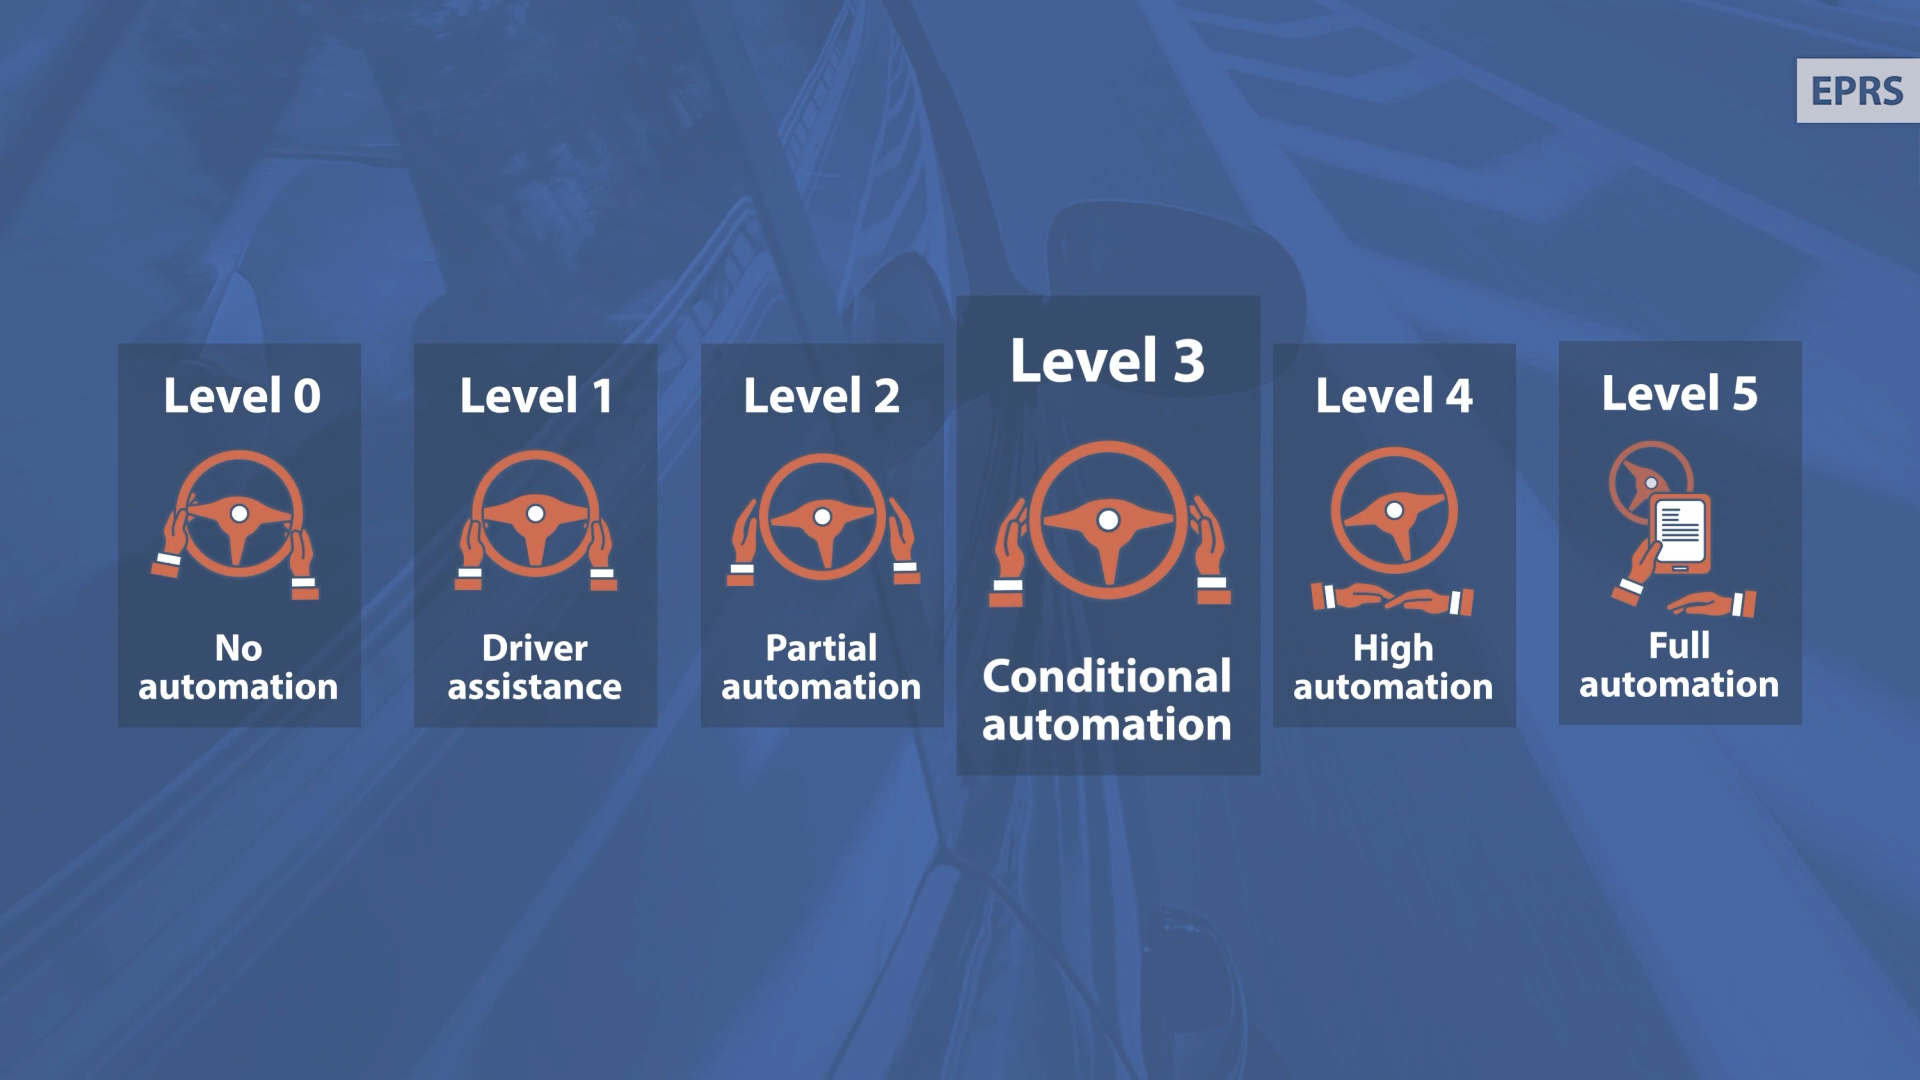 EPRS
Level 0
No
automation
Level 1
Driver
assistance
Level 2
Partial
automation
Level 3
Conditional
automation
Level 4
High
automation
Level 5
Full
automation